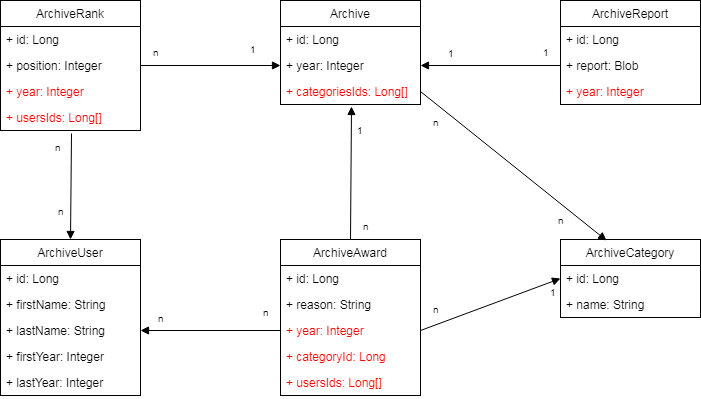 ArchiveRank
+ id: Long
+ position: Integer
+ year: Integer
+ usersIds: Long[]
n
1
Archive
+ id: Long
+ year: Integer
+ categoriesIds: Long[]
1
1
ArchiveReport
+ id: Long
+ report: Blob
+ year: Integer
n
n
1
n
n
n
ArchiveUser
+ id: Long
+ firstName: String
+ lastName: String
+ firstYear: Integer
+ lastYear: Integer
n
n
ArchiveAward
+ id: Long
+ reason: String
+ year: Integer
+ categoryId: Long
+ usersIds: Long[]
n
1
ArchiveCategory
+ id: Long
+ name: String